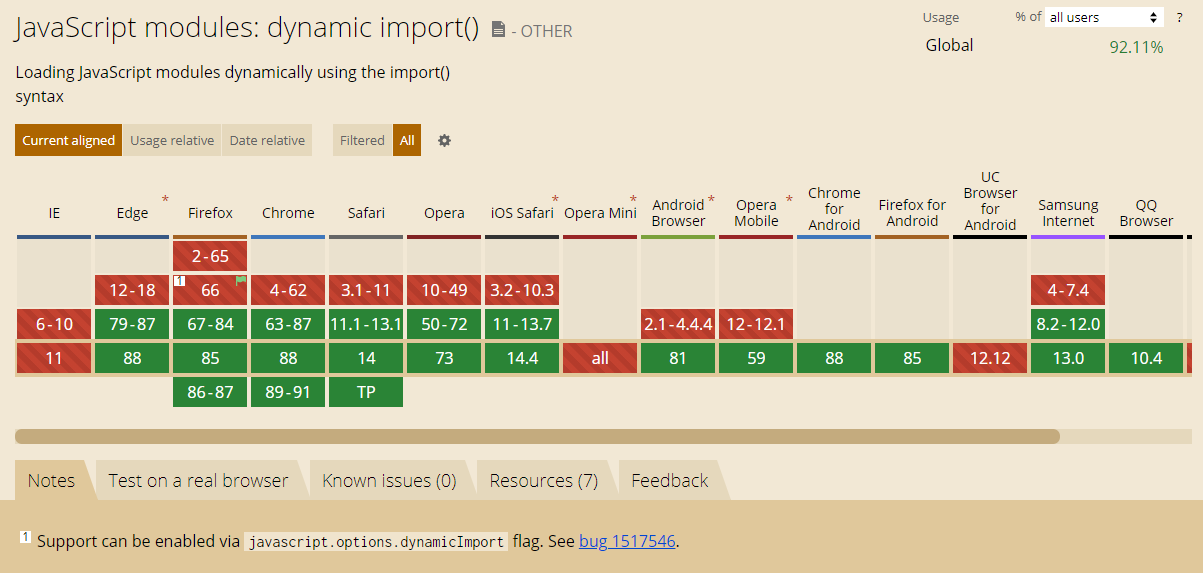 JavaScript modules: dynamic import() - OTHER
Usage % of all users ?
Global 92.11%
Loading JavaScript modules dynamically using the import()
syntax
Current aligned Usage relative Date relative Filtered All
IE Edge * Firefox Chrome Safari Opera iOS Safari * Opera Mini * Android Browser * Opera Mobile * Chrome for Android Firefox for Android UC Browser for Android Samsung Internet QQ Browser
2-65
12-18 1 66 4-62 3.1-11 10-49 3.2-10.3 4-7.4
6-10 79-87 67-84 63-87 11.1-13.1 50-72 11-13.7 2.1-4.4.4 12-12.1 8.2-12.0
11 88 85 88 14 73 14.4 all 81 59 88 85 12.12 13.0 10.4
86-87 89-91 TP
Notes Test on a real browser Known issues (0) Resources (7) Feedback
1 Support can be enabled via javascript.options.dynamicImport flag. See bug 1517546.